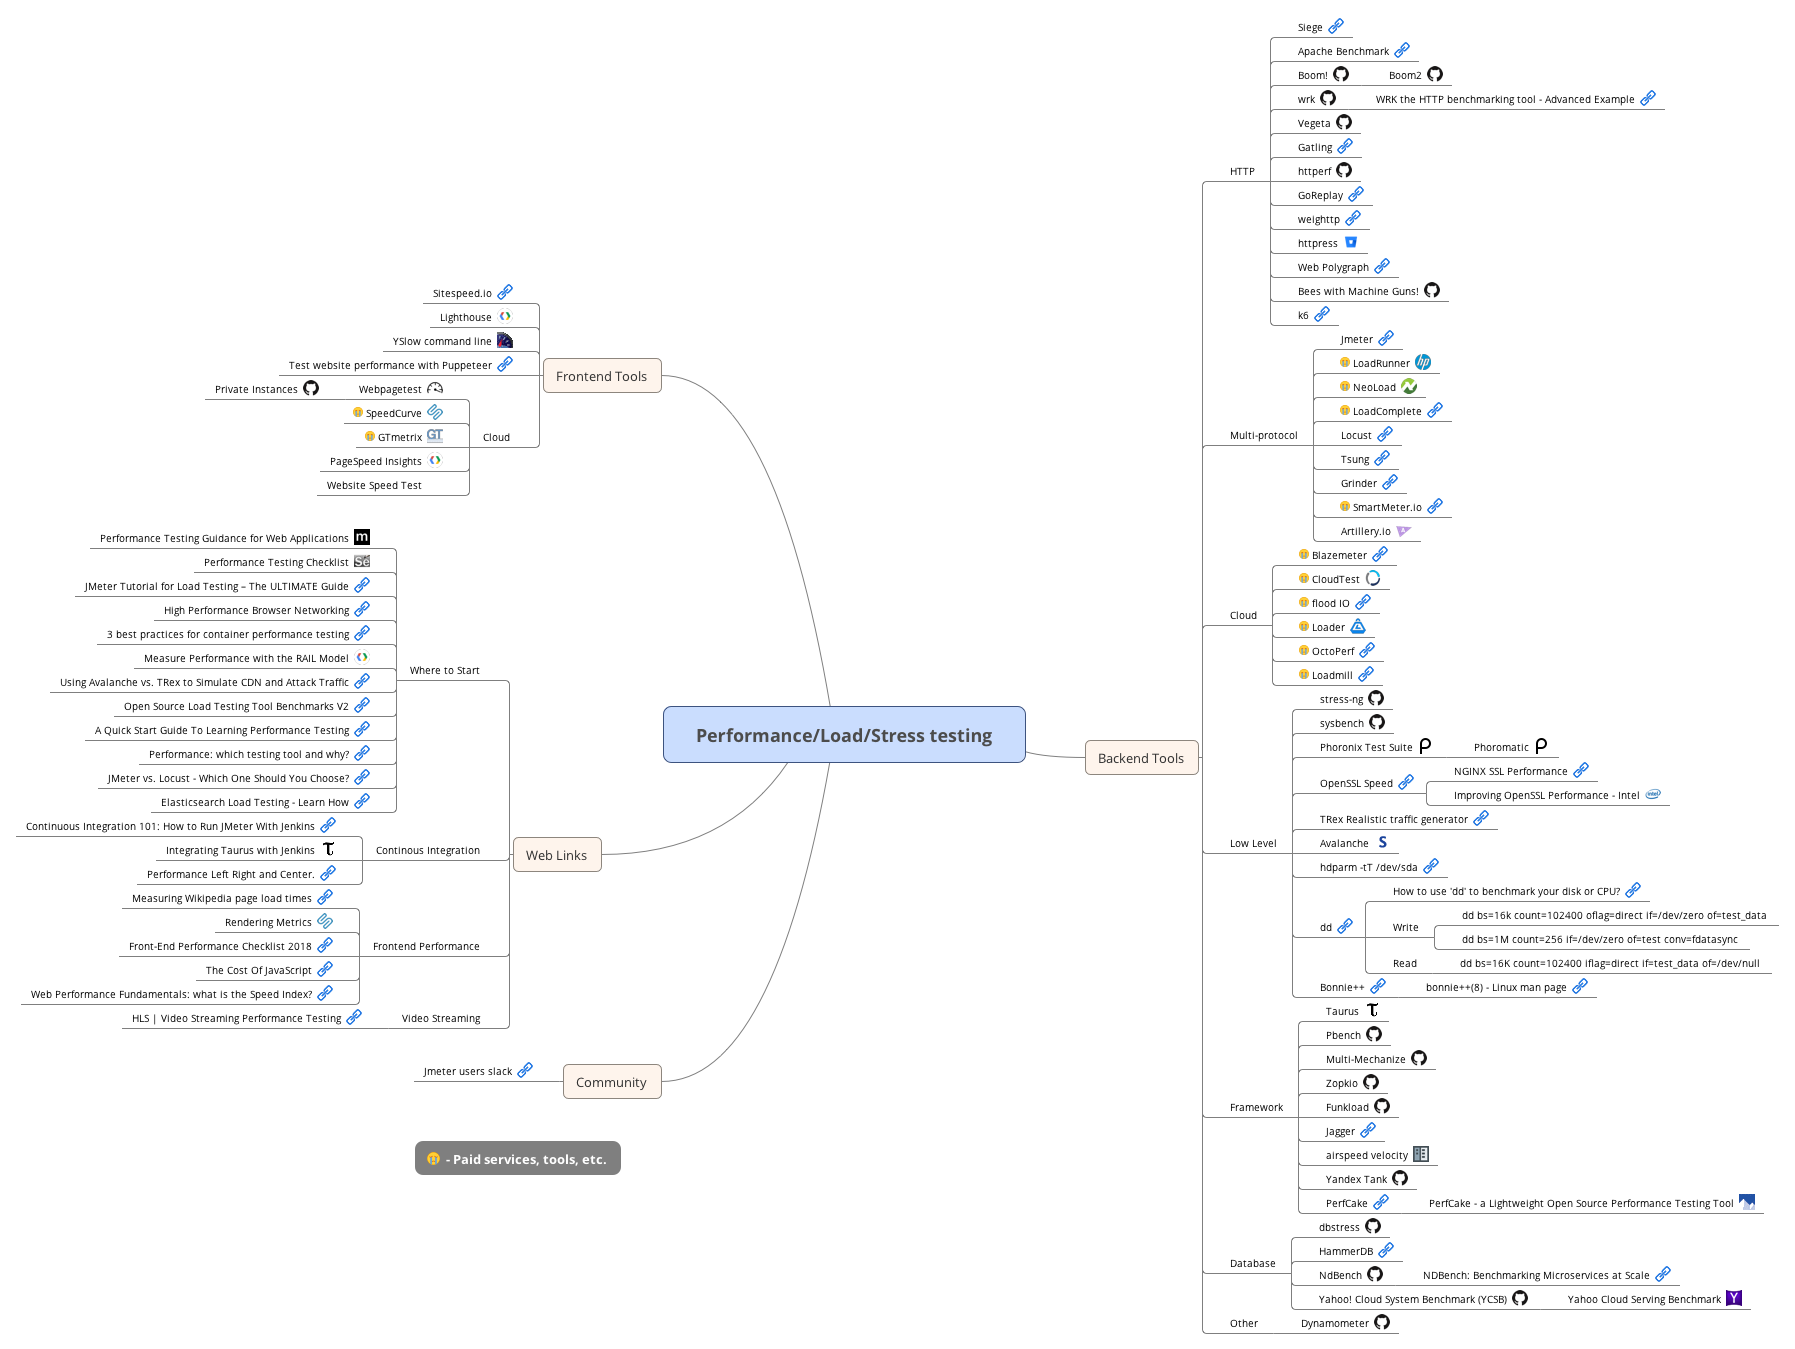 Performance/Load/Stress testing
Frontend Tools
Sitespeed.io
Lighthouse
YSlow command line
Test website performance with Puppeteer
Cloud
Private Instances
Webpagetest
SpeedCurve
GTmetrix
PageSpeed Insights
Website Speed Test
Web Links
Where to Start
Performance Testing Guidance for Web Applications
Performance Testing Checklist
JMeter Tutorial for Load Testing – The ULTIMATE Guide
High Performance Browser Networking
3 best practices for container performance testing
Measure Performance with the RAIL Model
Using Avalanche vs. TRex to Simulate CDN and Attack Traffic
Open Source Load Testing Tool Benchmarks V2
A Quick Start Guide To Learning Performance Testing
Performance: which testing tool and why?
JMeter vs. Locust - Which One Should You Choose?
Elasticsearch Load Testing - Learn How
Continous Integration
Continuous Integration 101: How to Run JMeter With Jenkins
Integrating Taurus with Jenkins
Performance Left Right and Center.
Frontend Performance
Measuring Wikipedia page load times
Rendering Metrics
Front-End Performance Checklist 2018
The Cost Of JavaScript
Web Performance Fundamentals: what is the Speed Index?
Video Streaming
HLS | Video Streaming Performance Testing
Community
Jmeter users slack
- Paid services, tools, etc.
Backend Tools
HTTP
Siege
Apache Benchmark
Boom!
Boom2
wrk
WRK the HTTP benchmarking tool - Advanced Example
Vegeta
Gatling
httperf
GoReplay
weighttp
httpress
Web Polygraph
Bees with Machine Guns!
k6
Multi-protocol
Jmeter
LoadRunner
NeoLoad
LoadComplete
Locust
Tsung
Grinder
SmartMeter.io
Artillery.io
Cloud
Blazemeter
CloudTest
flood IO
Loader
OctoPerf
Loadmill
Low Level
stress-ng
sysbench
Phoronix Test Suite
Phoromatic
OpenSSL Speed
NGINX SSL Performance
Improving OpenSSL Performance - Intel
TRex Realistic traffic generator
Avalanche
hdparm -tT /dev/sda
dd
How to use 'dd' to benchmark your disk or CPU?
Write
dd bs=16k count=102400 oflag=direct if=/dev/zero of=test_data
dd bs=1M count=256 if=/dev/zero of=test conv=fdatasync
Read
dd bs=16K count=102400 iflag=direct if=test_data of=/dev/null
Bonnie++
bonnie++(8) - Linux man page
Framework
Taurus
Pbench
Multi-Mechanize
Zopkio
Funkload
Jagger
airspeed velocity
Yandex Tank
PerfCake
PerfCake - a Lightweight Open Source Performance Testing Tool
Database
dbstress
HammerDB
NdBench
NDBench: Benchmarking Microservices at Scale
Yahoo! Cloud System Benchmark (YCSB)
Yahoo Cloud Serving Benchmark
Other
Dynamometer